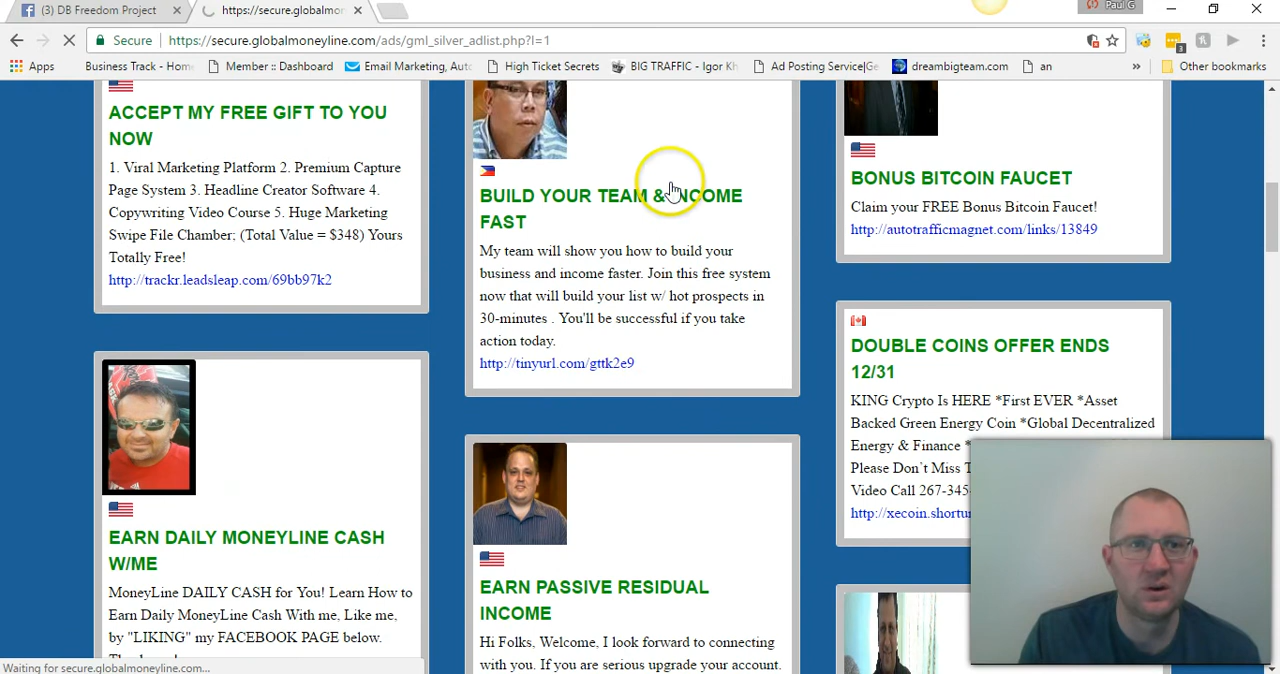 (3) DB Freedom Project
https://secure.globalmon
Paul G
Secure
https://secure.globalmoneyline.com/ads/gml_silver_adlist.php?l=1
3
Apps
Business Track - Hom
Member :: Dashboard
Email Marketing, Aut
High Ticket Secrets
BIG TRAFFIC - Igor Kh
Ad Posting Service|Ge
dreambigteam.com
an
»
Other bookmarks
ACCEPT MY FREE GIFT TO YOU
NOW
1. Viral Marketing Platform 2. Premium Capture
Page System 3. Headline Creator Software 4.
Copywriting Video Course 5. Huge Marketing
Swipe File Chamber; (Total Value = $348) Yours
Totally Free!
http://trackr.leadsleap.com/69bb97k2
EARN DAILY MONEYLINE CASH
W/ME
MoneyLine DAILY CASH for You! Learn How to
Earn Daily MoneyLine Cash With me, Like me,
by "LIKING" my FACEBOOK PAGE below.
BUILD YOUR TEAM & INCOME
FAST
My team will show you how to build your
business and income faster. Join this free system
now that will build your list w/ hot prospects in
30-minutes . You'll be successful if you take
action today.
http://tinyurl.com/gttk2e9
EARN PASSIVE RESIDUAL
INCOME
Hi Folks, Welcome, I look forward to connecting
with you. If you are serious upgrade your account.
BONUS BITCOIN FAUCET
Claim your FREE Bonus Bitcoin Faucet!
http://autotrafficmagnet.com/links/13849
DOUBLE COINS OFFER ENDS
12/31
KING Crypto Is HERE *First EVER *Asset
Backed Green Energy Coin *Global Decentralized
Energy & Finance *
Please Don't Miss T
Video Call 267-345
http://xecoin.shortur
Waiting for secure.globalmoneyline.com...